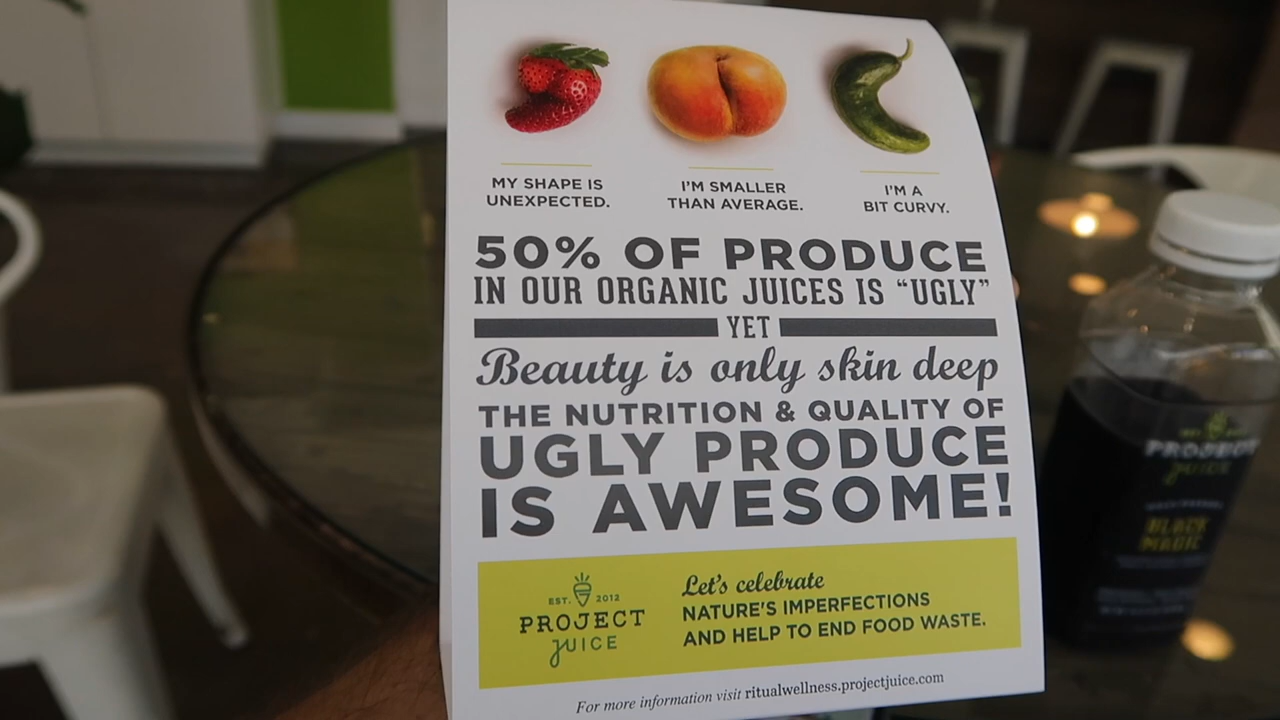 MY SHAPE IS
UNEXPECTED.
I'M SMALLER
THAN AVERAGE.
I'M A
BIT CURVY.
50% OF PRODUCE
IN OUR ORGANIC JUICES IS “UGLY”
YET
Beauty is only skin deep
THE NUTRITION & QUALITY OF
UGLY PRODUCE
IS AWESOME!
EST. 2012
PROJECT
JUICE
Let's celebrate
NATURE'S IMPERFECTIONS
AND HELP TO END FOOD WASTE.
For more information visit ritualwellness.projectjuice.com
PROJECT
JUICE
BLACK
MAGIC